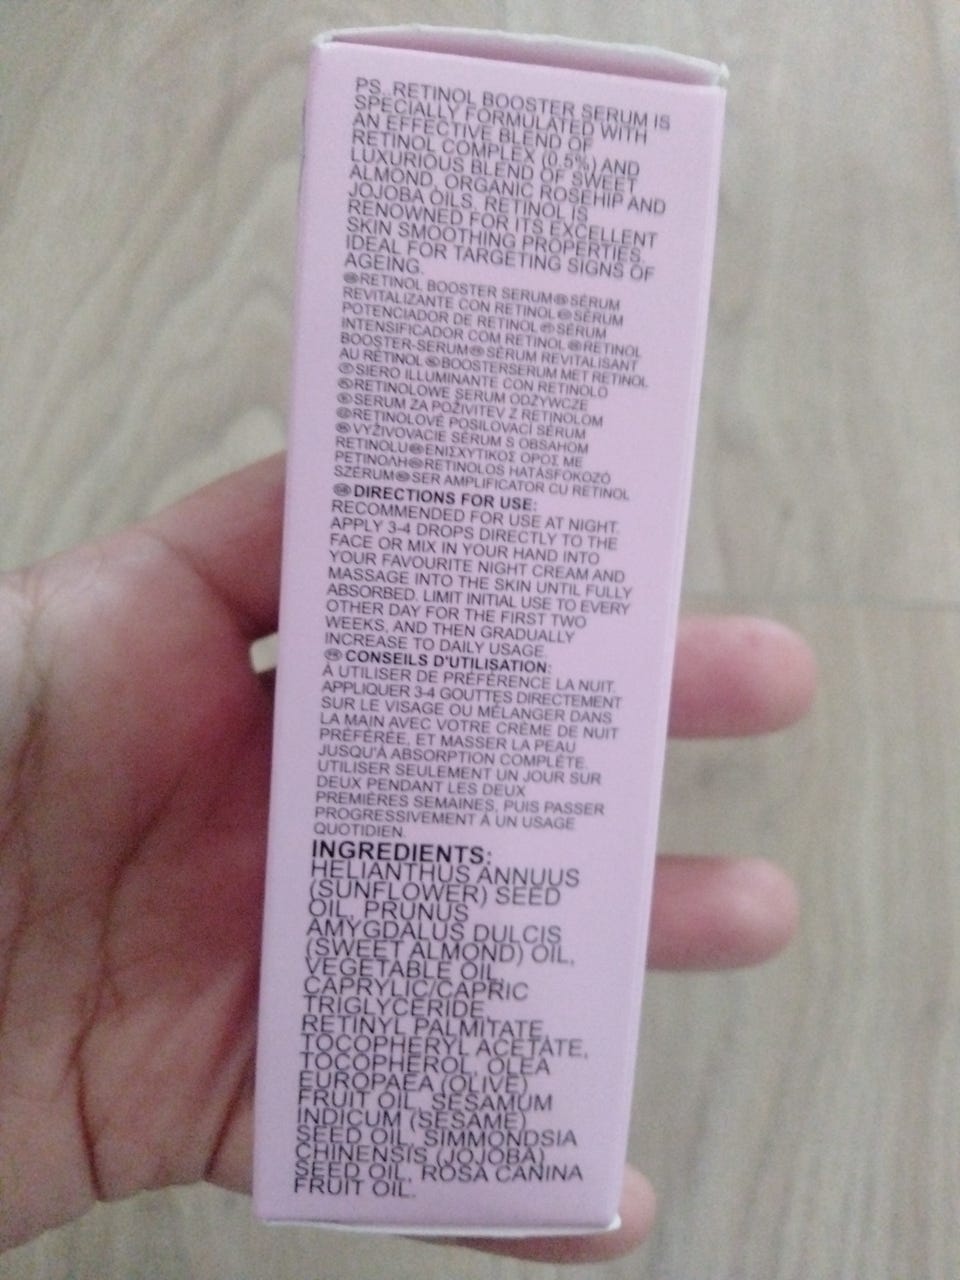 PS...RETINOL BOOSTER SERUM IS
SPECIALLY FORMULATED WITH
AN EFFECTIVE BLEND OF
RETINOL COMPLEX (0.5%) AND
LUXURIOUS BLEND OF SWEET
ALMOND, ORGANIC ROSEHIP AND
JOJOBA OILS. RETINOL IS
RENOWNED FOR ITS EXCELLENT
SKIN SMOOTHING PROPERTIES,
IDEAL FOR TARGETING SIGNS OF
AGEING.
RETINOL BOOSTER SERUM SÉRUM
REVITALIZANTE CON RETINOL SÉRUM
POTENCIADOR DE RETINOL SÉRUM
INTENSIFICADOR COM RETINOL RETINOL
BOOSTER-SERUM SÉRUM REVITALISANT
AU RÉTINOL BOOSTERSERUM MET RETINOL
SIERO ILLUMINANTE CON RETINOLO
RETINOLOWE SERUM ODŻYWCZE
SERUM ZA POŽIVITEV Z RETINOLOM
RETINOLOVÉ POSILOVACÍ SÉRUM
VYŽIVOVACIE SÉRUM S OBSAHOM
RETINOLU ΕΝΙΣΧΥΤΙΚΟΣ ΟΡΟΣ ΜΕ
ΡΕΤΙΝΟΛΗ RETINOLOS HATÁSFOKOZÓ
SZÉRUM SER AMPLIFICATOR CU RETINOL
GB DIRECTIONS FOR USE:
RECOMMENDED FOR USE AT NIGHT.
APPLY 3-4 DROPS DIRECTLY TO THE
FACE OR MIX IN YOUR HAND INTO
YOUR FAVOURITE NIGHT CREAM AND
MASSAGE INTO THE SKIN UNTIL FULLY
ABSORBED. LIMIT INITIAL USE TO EVERY
OTHER DAY FOR THE FIRST TWO
WEEKS, AND THEN GRADUALLY
INCREASE TO DAILY USAGE.
FR CONSEILS D'UTILISATION:
À UTILISER DE PRÉFÉRENCE LA NUIT.
APPLIQUER 3-4 GOUTTES DIRECTEMENT
SUR LE VISAGE OU MÉLANGER DANS
LA MAIN AVEC VOTRE CRÈME DE NUIT
PRÉFÉRÉE, ET MASSER LA PEAU
JUSQU'À ABSORPTION COMPLÈTE.
UTILISER SEULEMENT UN JOUR SUR
DEUX PENDANT LES DEUX
PREMIÈRES SEMAINES, PUIS PASSER
PROGRESSIVEMENT À UN USAGE
QUOTIDIEN.
INGREDIENTS:
HELIANTHUS ANNUUS
(SUNFLOWER) SEED
OIL, PRUNUS
AMYGDALUS DULCIS
(SWEET ALMOND) OIL,
VEGETABLE OIL,
CAPRYLIC/CAPRIC
TRIGLYCERIDE,
RETINYL PALMITATE,
TOCOPHERYL ACETATE,
TOCOPHEROL, OLEA
EUROPAEA (OLIVE)
FRUIT OIL, SESAMUM
INDICUM (SESAME)
SEED OIL, SIMMONDSIA
CHINENSIS (JOJOBA)
SEED OIL, ROSA CANINA
FRUIT OIL.